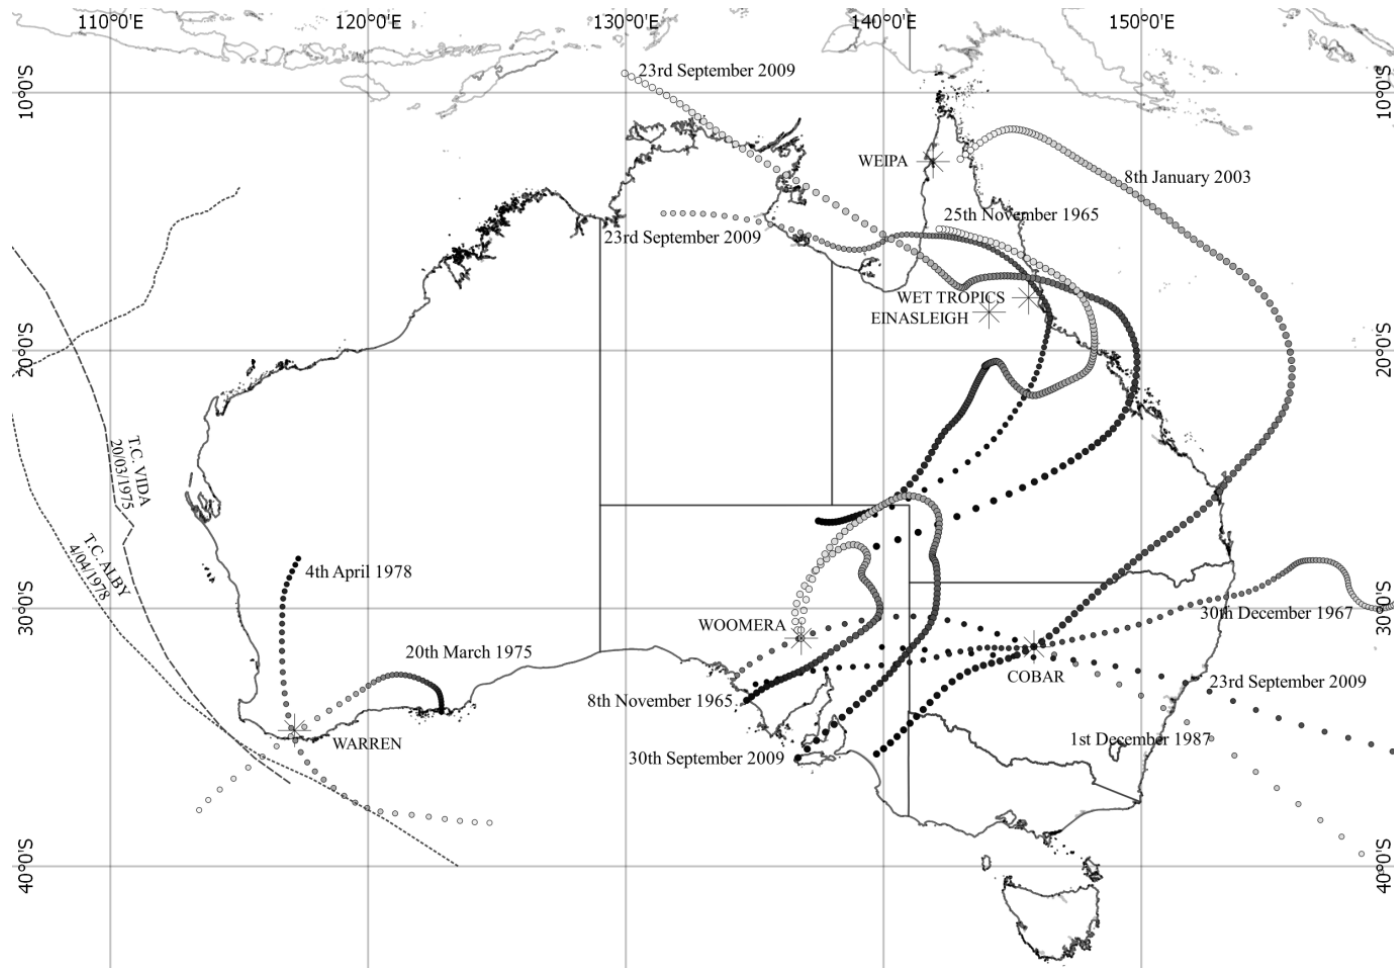 110°0'E
120°0'E
130°0'E
140°0'E
150°0'E
23rd September 2009
10°0'S
10°0'S
WEIPA
8th January 2003
25th November 1965
23rd September 2009
WET TROPICS
EINASLEIGH
20°0'S
20°0'S
T.C. VIDA
20/03/1975
T.C. ALBY
4/04/1978
4th April 1978
30°0'S
30°0'S
WOOMERA
30th December 1967
20th March 1975
COBAR
23rd September 2009
8th November 1965
WARREN
1st December 1987
30th September 2009
40°0'S
40°0'S